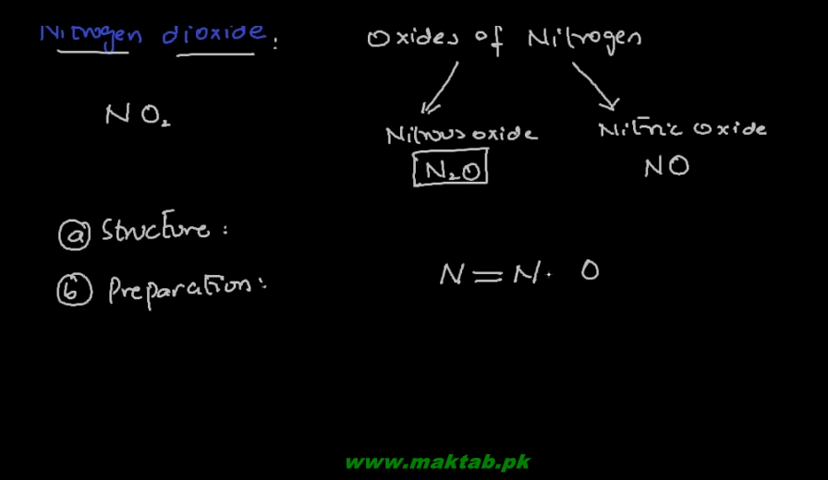 Nitrogen dioxide:
Oxides of Nitrogen
NO₂
Nitrous oxide
Nitric oxide
N₂O
NO
ⓐ Structure:
ⓑ Preparation:
N=N· O
www.maktab.pk